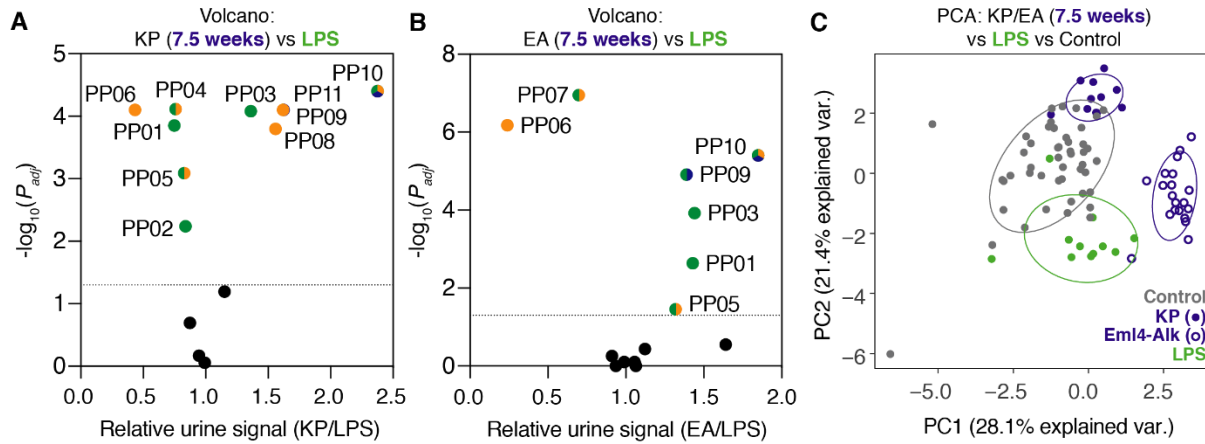 A
Volcano:
KP (7.5 weeks) vs LPS
-log10(Padj)
5
4
3
2
1
0
PP06
PP04
PP01
PP05
PP02
PP03
PP11
PP09
PP08
PP10
0.0
0.5
1.0
1.5
2.0
2.5
Relative urine signal (KP/LPS)
B
Volcano:
EA (7.5 weeks) vs LPS
-log10(Padj)
8
6
4
2
0
PP07
PP06
PP10
PP09
PP03
PP01
PP05
0.0
0.5
1.0
1.5
2.0
Relative urine signal (EA/LPS)
C
PCA: KP/EA (7.5 weeks)
vs LPS vs Control
PC2 (21.4% explained var.)
2
0
−2
−4
−6
Control
KP (●)
Eml4-Alk (○)
LPS
−5.0
−2.5
0.0
2.5
PC1 (28.1% explained var.)